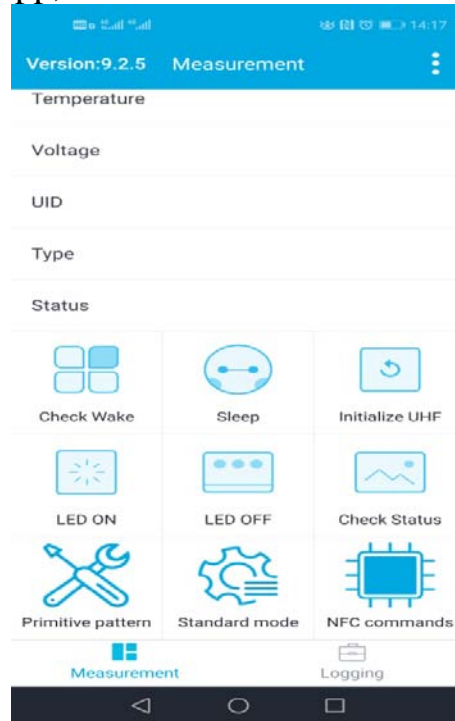 14:17
Version:9.2.5 Measurement
Temperature
Voltage
UID
Type
Status
Check Wake Sleep Initialize UHF
LED ON LED OFF Check Status
Primitive pattern Standard mode NFC commands
Measurement Logging